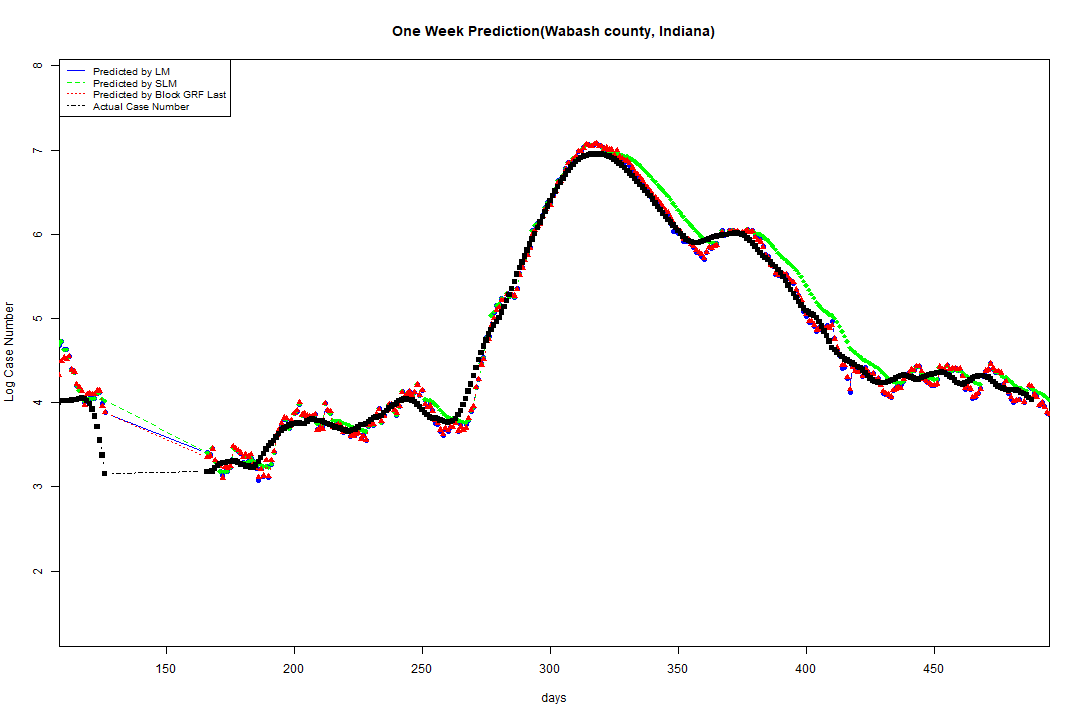 One Week Prediction(Wabash county, Indiana)
Predicted by LM
Predicted by SLM
Predicted by Block GRF Last
Actual Case Number
8
7
6
5
4
3
2
Log Case Number
150 200 250 300 350 400 450
days